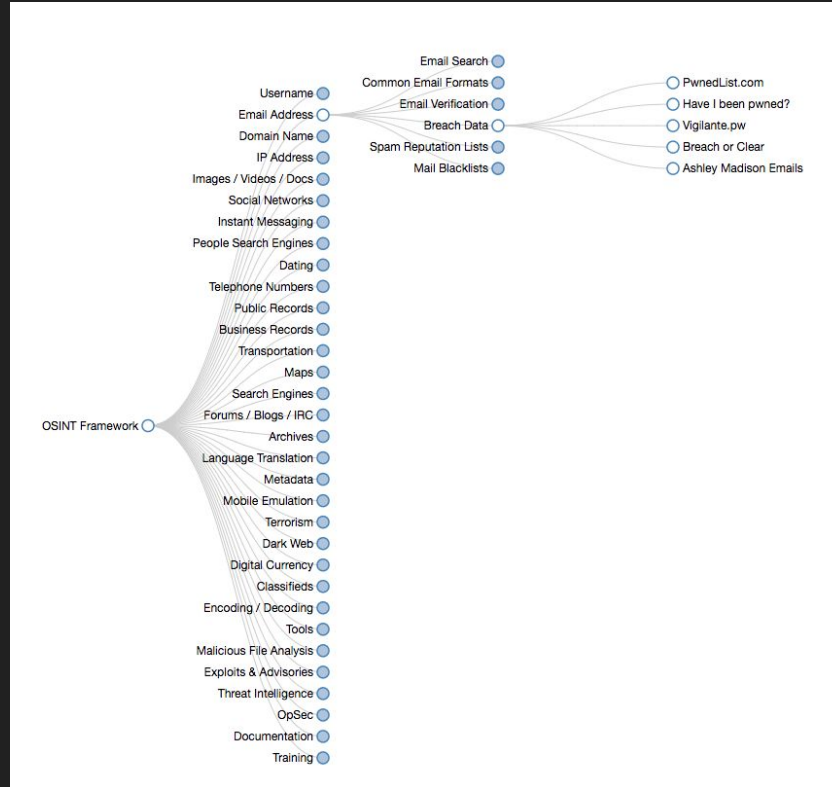 OSINT Framework
Username
Email Address
Domain Name
IP Address
Images / Videos / Docs
Social Networks
Instant Messaging
People Search Engines
Dating
Telephone Numbers
Public Records
Business Records
Transportation
Maps
Search Engines
Forums / Blogs / IRC
Archives
Language Translation
Metadata
Mobile Emulation
Terrorism
Dark Web
Digital Currency
Classifieds
Encoding / Decoding
Tools
Malicious File Analysis
Exploits & Advisories
Threat Intelligence
OpSec
Documentation
Training
Email Search
Common Email Formats
Email Verification
Breach Data
Spam Reputation Lists
Mail Blacklists
PwnedList.com
Have I been pwned?
Vigilante.pw
Breach or Clear
Ashley Madison Emails